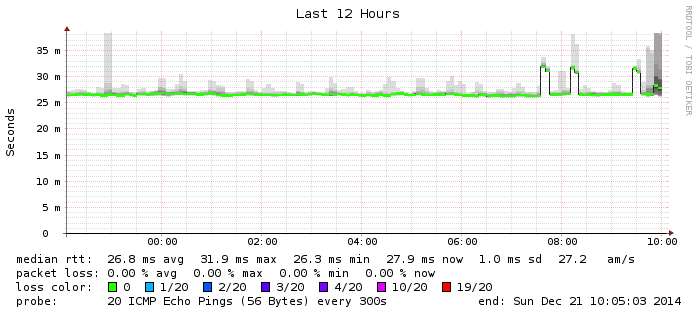 Last 12 Hours
RRDTOOL / TOBI OETIKER
Seconds
35 m
30 m
25 m
20 m
15 m
10 m
5 m
0
00:00 02:00 04:00 06:00 08:00 10:00
median rtt: 26.8 ms avg 31.9 ms max 26.3 ms min 27.9 ms now 1.0 ms sd 27.2 am/s
packet loss: 0.00 % avg 0.00 % max 0.00 % min 0.00 % now
loss color: 0 1/20 2/20 3/20 4/20 10/20 19/20
probe: 20 ICMP Echo Pings (56 Bytes) every 300s end: Sun Dec 21 10:05:03 2014